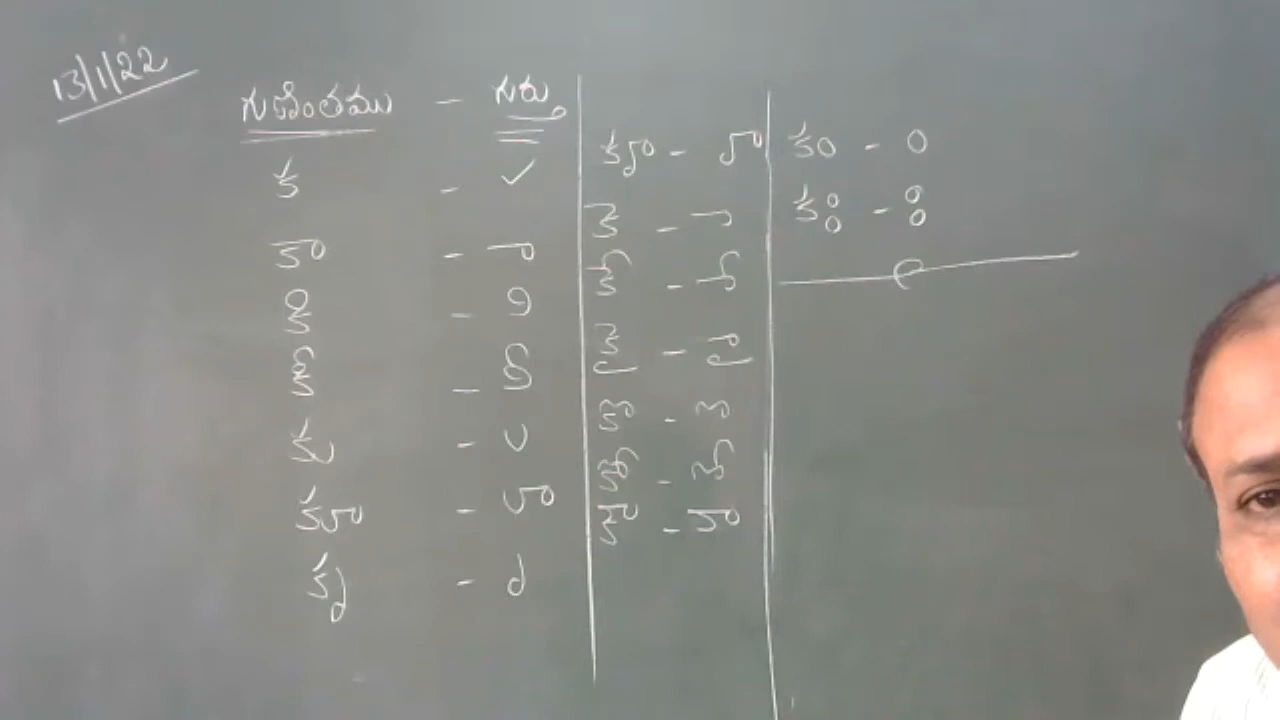 13/1/22
గుణింతము - గుర్తు
క - ✓
కా - ా
కి - ి
కీ - ీ
కు - ు
కూ - ూ
కృ - ృ
కౄ - ౄ
కె - ె
కే - ే
కై - ై
కొ - ొ
కో - ో
కౌ - ౌ
కం - ం
కః - ః